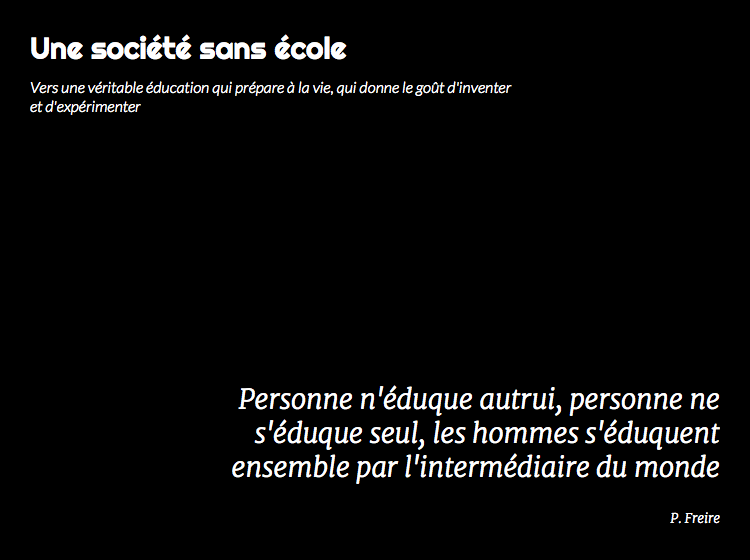 Une société sans école
Vers une véritable éducation qui prépare à la vie, qui donne le goût d'inventer
et d'expérimenter
Personne n'éduque autrui, personne ne
s'éduque seul, les hommes s'éduquent
ensemble par l'intermédiaire du monde
P. Freire